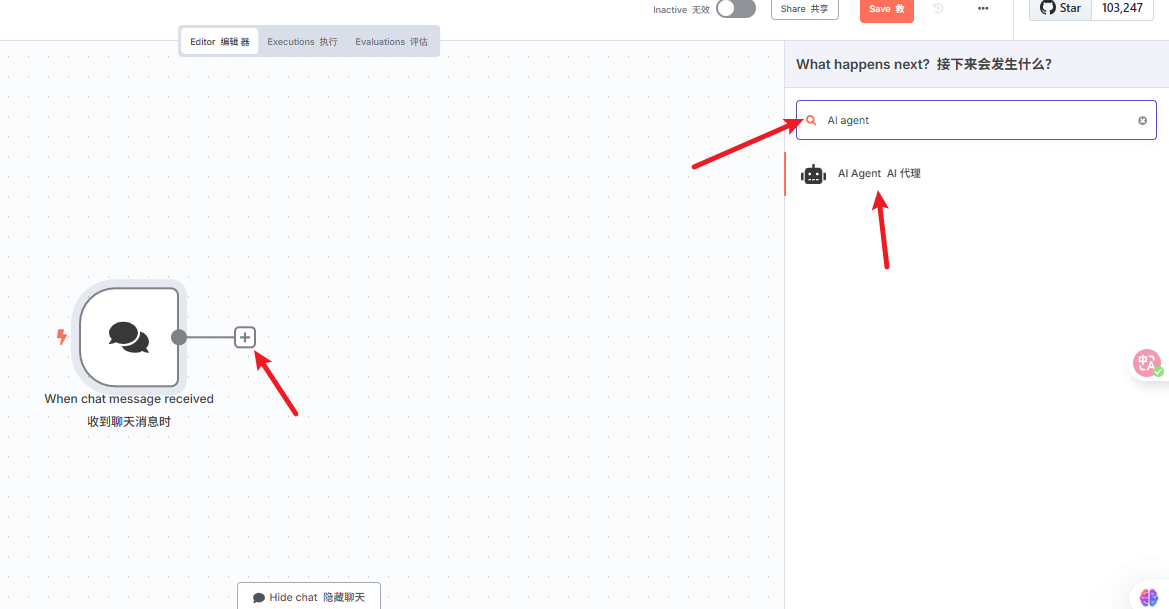 Inactive 无效
Share 共享
Save 救
Star
103,247
Editor 编辑器
Executions 执行
Evaluations 评估
What happens next? 接下来会发生什么?
AI agent
AI Agent AI 代理
When chat message received
收到聊天消息时
Hide chat 隐藏聊天